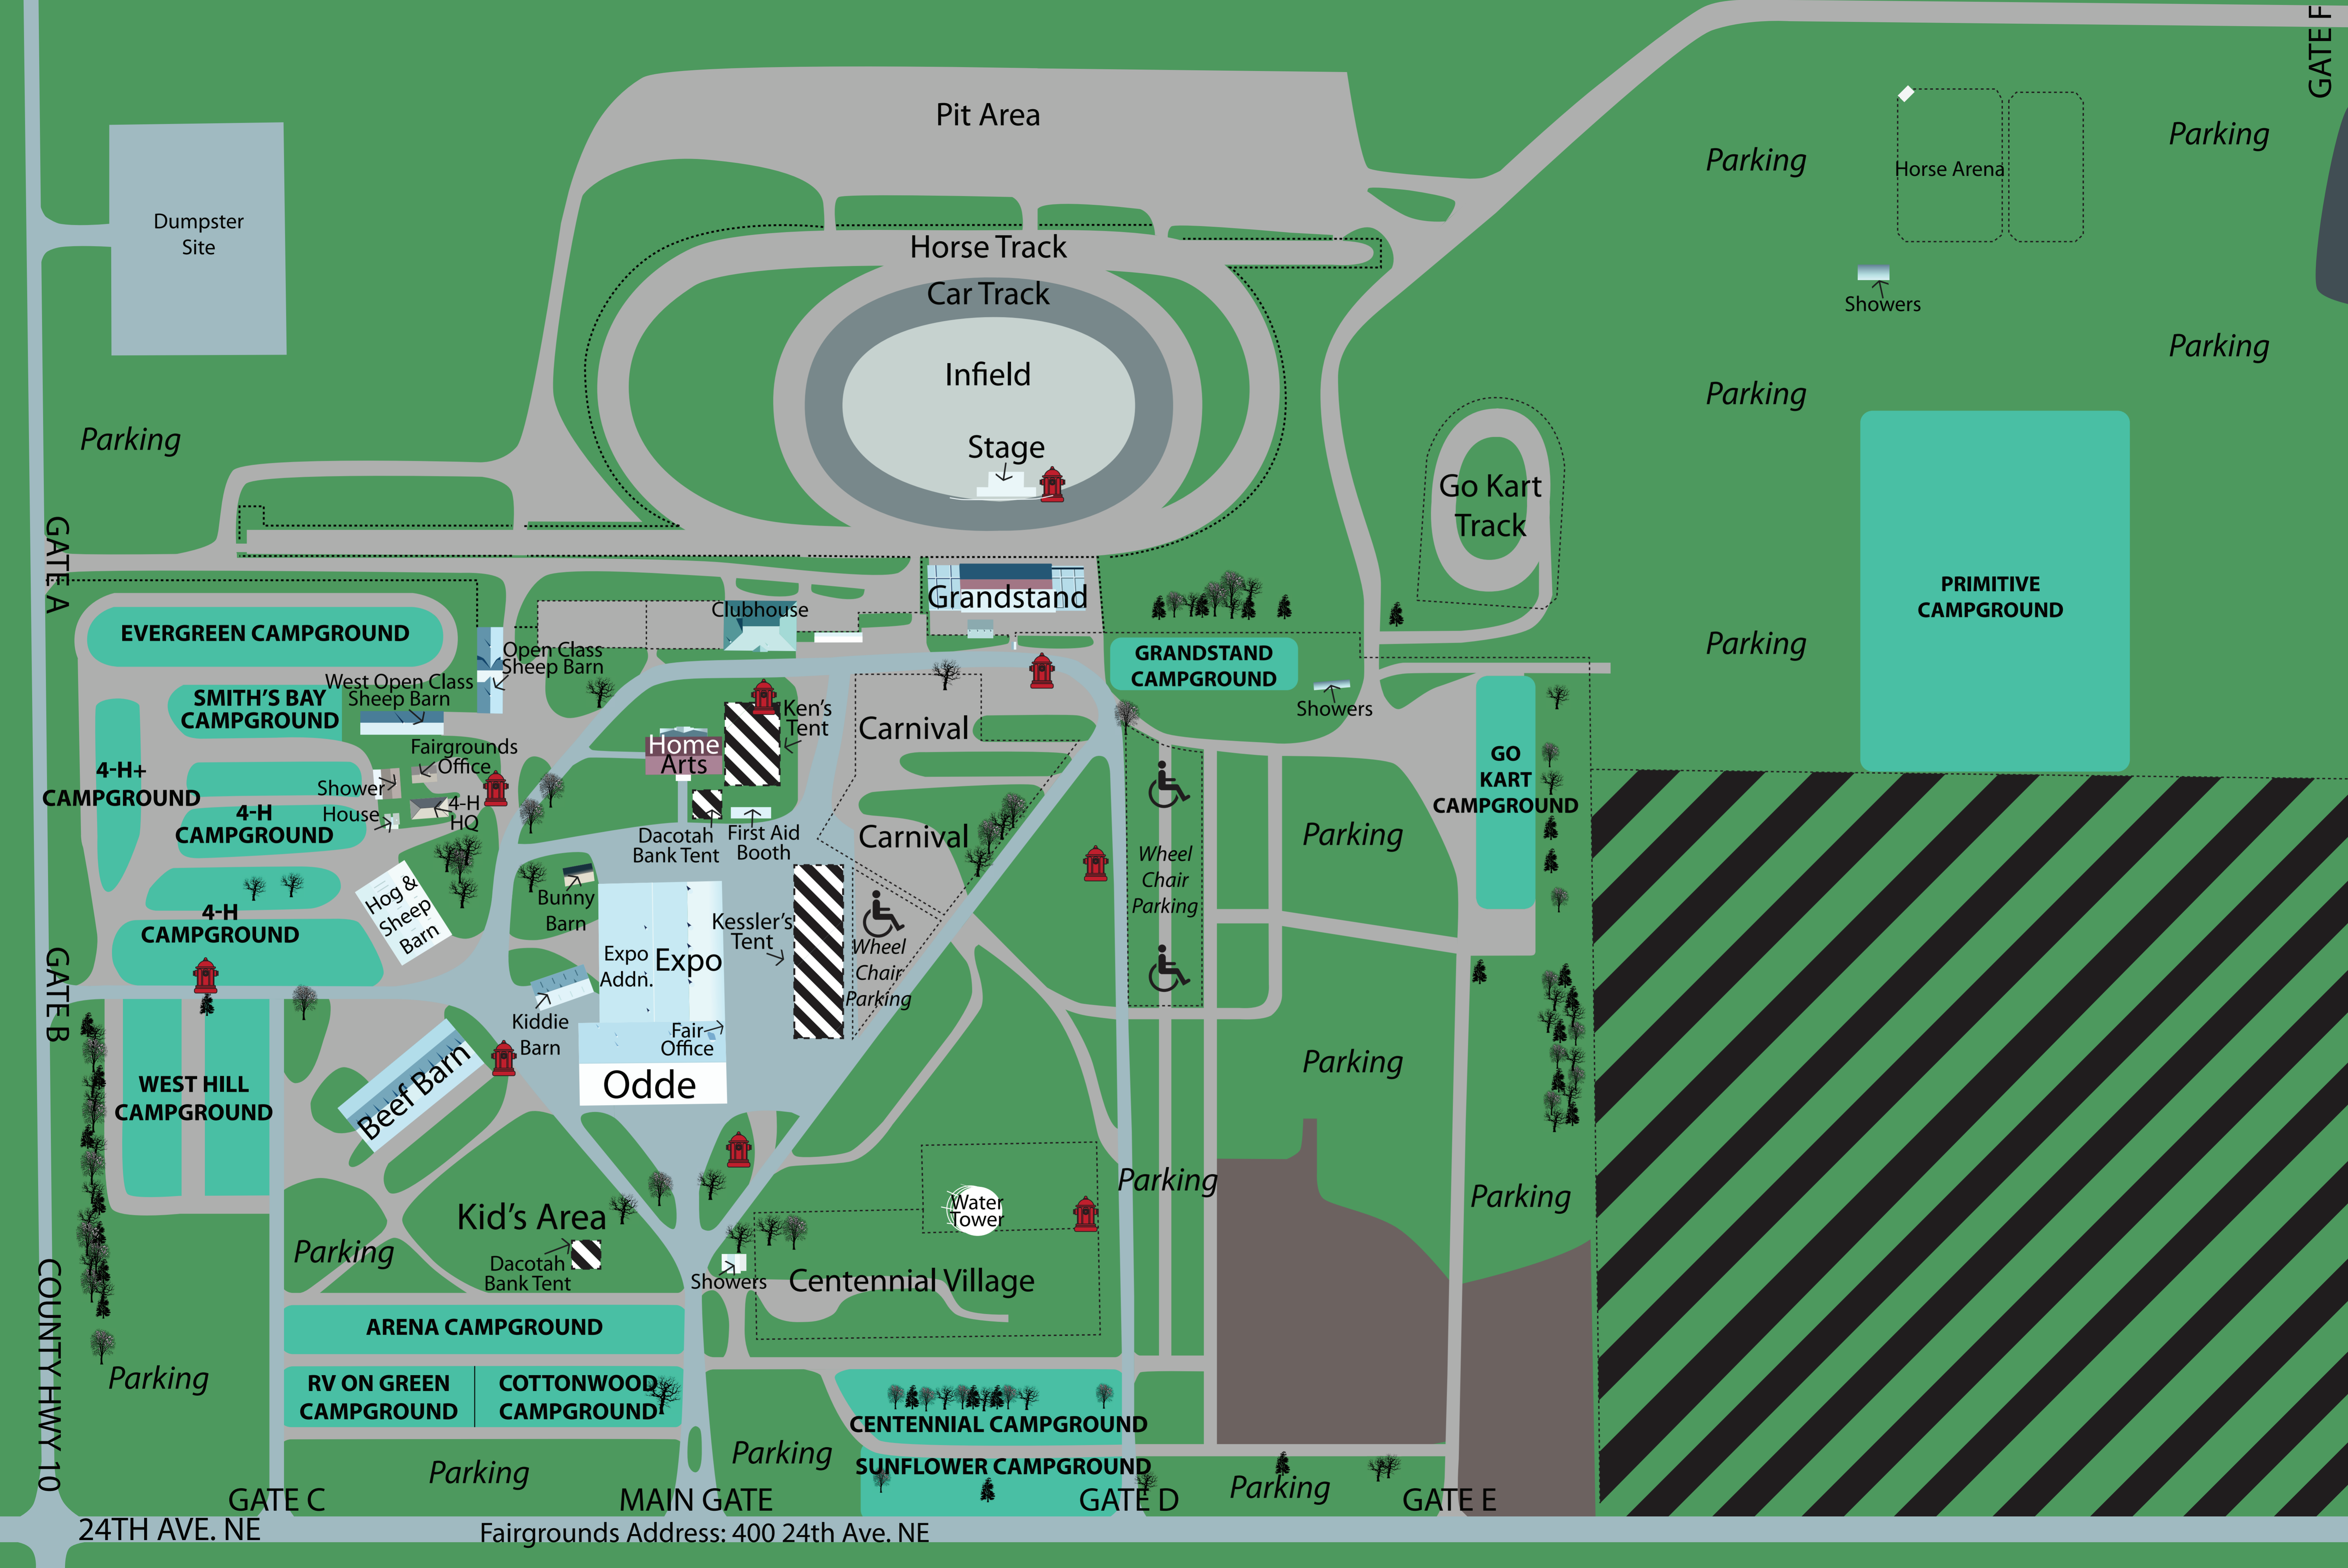 GATE F
Pit Area
Parking
Parking
Horse Arena
Dumpster
Site
Horse Track
Car Track
Showers
Infield
Parking
Parking
Parking
Stage
Go Kart
Track
GATE A
PRIMITIVE
CAMPGROUND
Grandstand
Clubhouse
EVERGREEN CAMPGROUND
Open Class
Sheep Barn
Parking
GRANDSTAND
CAMPGROUND
West Open Class
Sheep Barn
SMITH'S BAY
CAMPGROUND
Showers
Ken's
Tent
Carnival
Home
Arts
Fairgrounds
Office
GO
KART
CAMPGROUND
4-H+
CAMPGROUND
Shower
House
4-H
HQ
4-H
CAMPGROUND
Dacotah
Bank Tent
First Aid
Booth
Carnival
Parking
Wheel
Chair
Parking
Hog &
Sheep
Barn
Bunny
Barn
4-H
CAMPGROUND
Kessler's
Tent
Wheel
Chair
Parking
Expo
Addn.
Expo
GATE B
Kiddie
Barn
Fair
Office
Beef Barn
Odde
Parking
WEST HILL
CAMPGROUND
Parking
Parking
Water
Tower
Kid's Area
Parking
Dacotah
Bank Tent
Showers
Centennial Village
COUNTY HWY 10
ARENA CAMPGROUND
Parking
RV ON GREEN
CAMPGROUND
COTTONWOOD
CAMPGROUND
CENTENNIAL CAMPGROUND
Parking
Parking
SUNFLOWER CAMPGROUND
Parking
GATE C
MAIN GATE
GATE D
GATE E
24TH AVE. NE
Fairgrounds Address: 400 24th Ave. NE